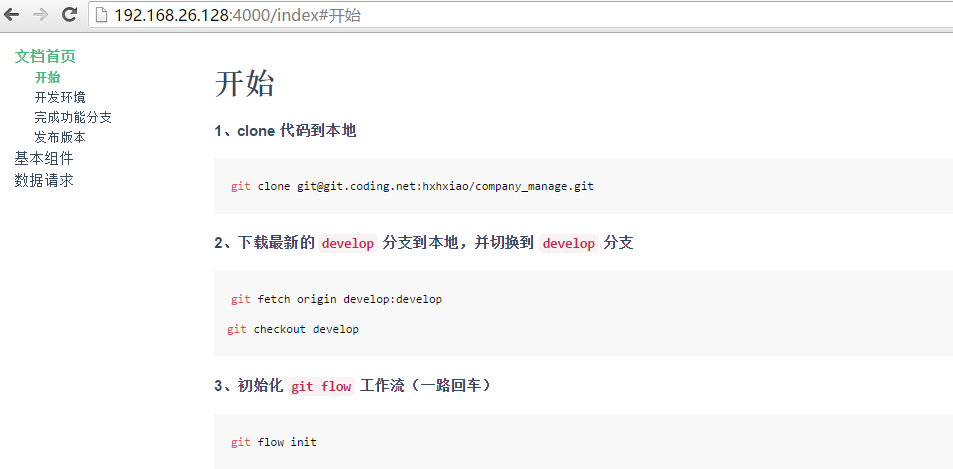 192.168.26.128:4000/index#开始
文档首页
开始
开发环境
完成功能分支
发布版本
基本组件
数据请求
开始
1、clone 代码到本地
git clone git@git.coding.net:hxhxiao/company_manage.git
2、下载最新的 develop 分支到本地，并切换到 develop 分支
git fetch origin develop:develop
git checkout develop
3、初始化 git flow 工作流（一路回车）
git flow init